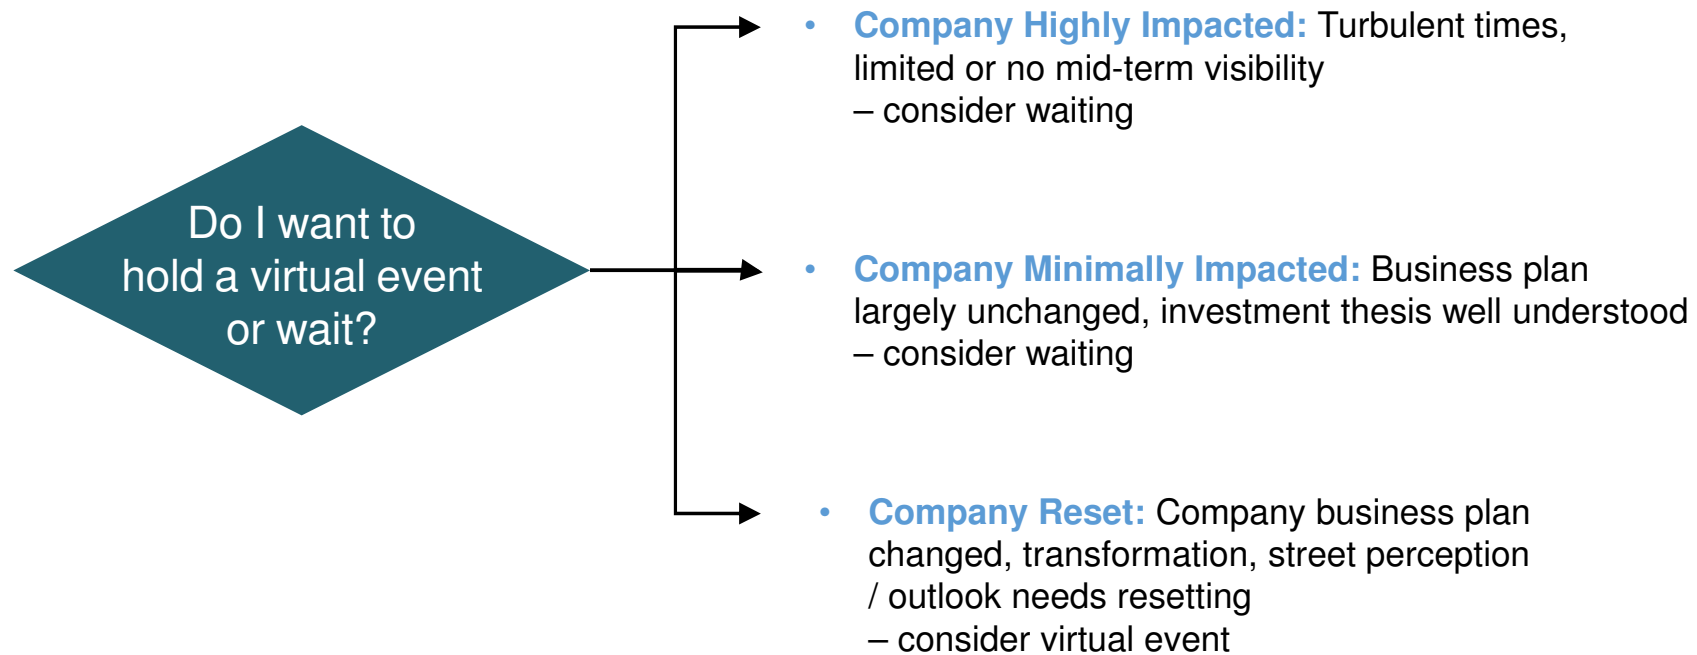 Do I want to
hold a virtual event
or wait?
• Company Highly Impacted: Turbulent times,
limited or no mid-term visibility
– consider waiting
• Company Minimally Impacted: Business plan
largely unchanged, investment thesis well understood
– consider waiting
• Company Reset: Company business plan
changed, transformation, street perception
/ outlook needs resetting
– consider virtual event